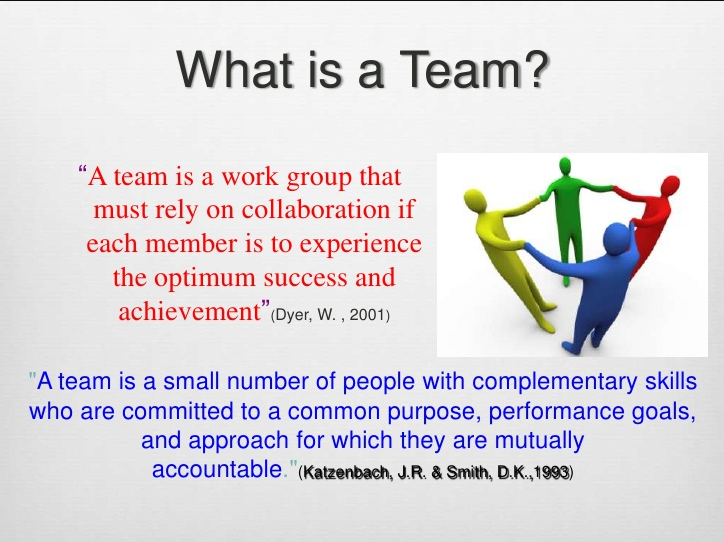 What is a Team?
“A team is a work group that
must rely on collaboration if
each member is to experience
the optimum success and
achievement”(Dyer, W. , 2001)
"A team is a small number of people with complementary skills
who are committed to a common purpose, performance goals,
and approach for which they are mutually
accountable."(Katzenbach, J.R. & Smith, D.K.,1993)